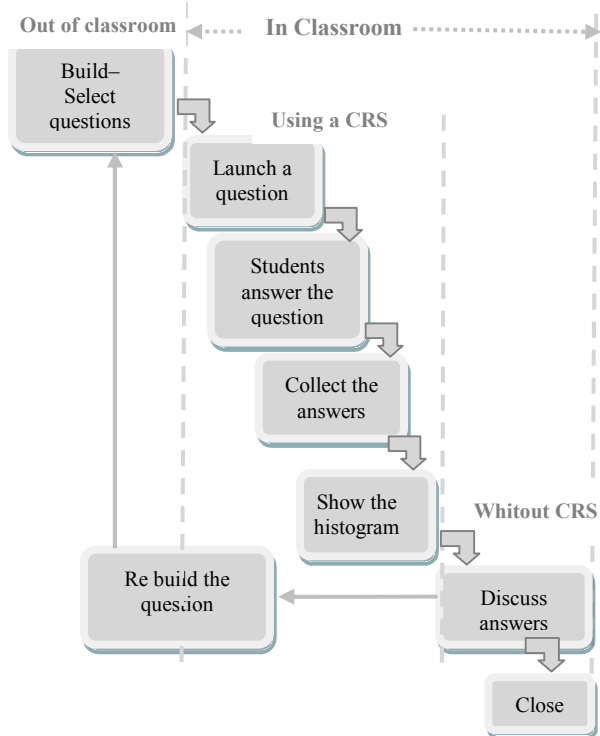 Out of classroom
In Classroom
Build–
Select
questions
Using a CRS
Launch a
question
Students
answer the
question
Collect the
answers
Show the
histogram
Whitout CRS
Re build the
question
Discuss
answers
Close